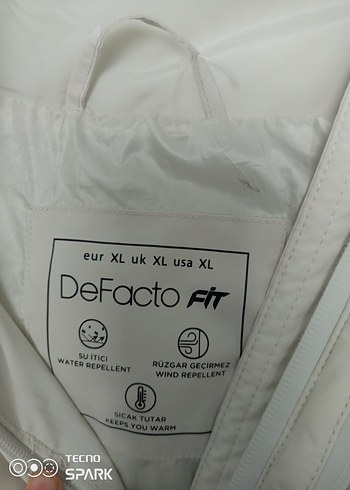 eur XL uk XL usa XL
DeFacto FiT
SU İTİCİ
WATER REPELLENT
RÜZGAR GEÇİRMEZ
WIND REPELLENT
SICAK TUTAR
KEEPS YOU WARM
TECNO
SPARK